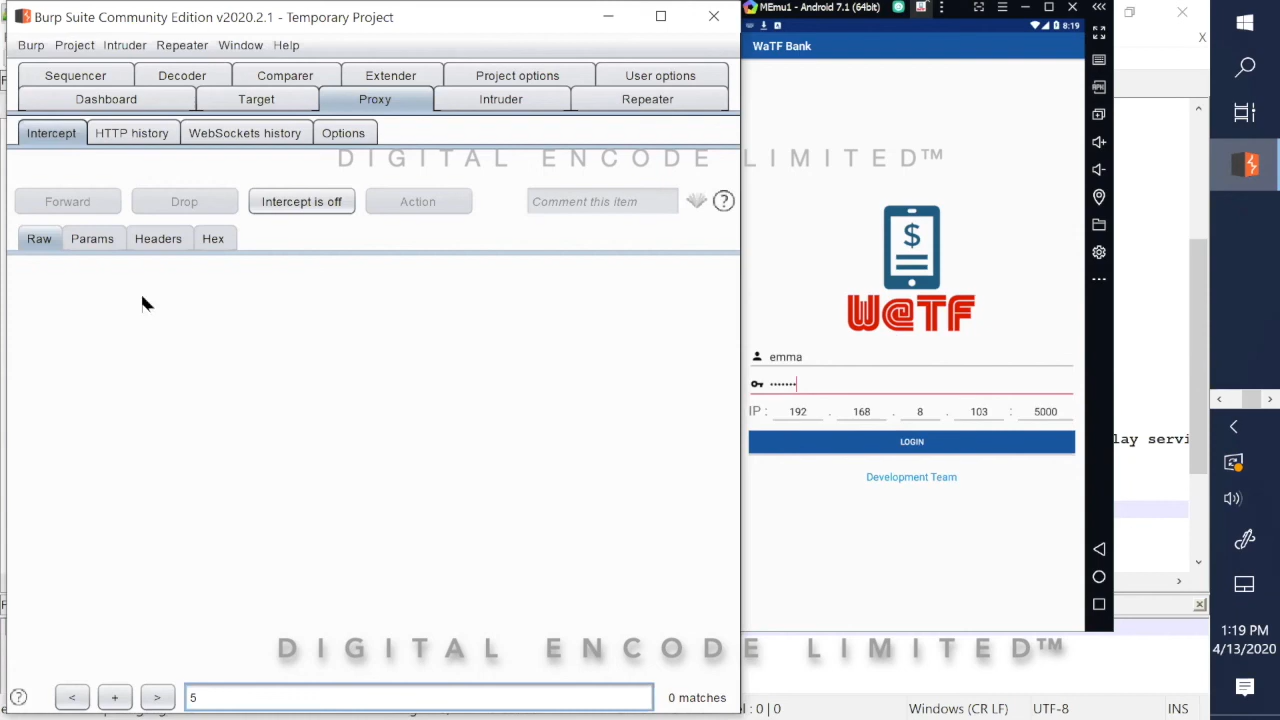 Burp Suite Community Edition v2020.2.1 - Temporary Project
Burp Project Intruder Repeater Window Help
Sequencer Decoder Comparer Extender Project options User options
Dashboard Target Proxy Intruder Repeater
Intercept HTTP history WebSockets history Options
DIGITAL ENCODE LIMITED™
Forward Drop Intercept is off Action Comment this item ?
Raw Params Headers Hex
? < + > 5 0 matches
MEmu1 - Android 7.1 (64bit)
8:19
WaTF Bank
$
W@TF
emma
•••••••
IP : 192 . 168 . 8 . 103 : 5000
LOGIN
Development Team
lay servi
DIGITAL ENCODE LIMITED™
: 0 | 0 Windows (CR LF) UTF-8 INS
1:19 PM
4/13/2020